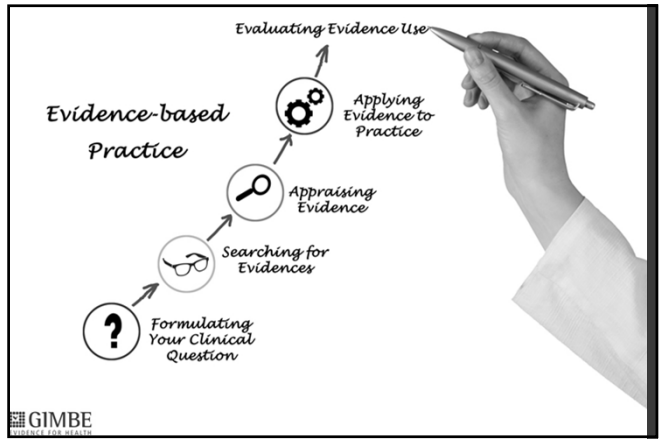 Evaluating Evidence Use
Evidence-based
Practice
Applying
Evidence to
Practice
Appraising
Evidence
Searching for
Evidences
?
Formulating
Your Clinical
Question
GIMBE
EVIDENCE FOR HEALTH